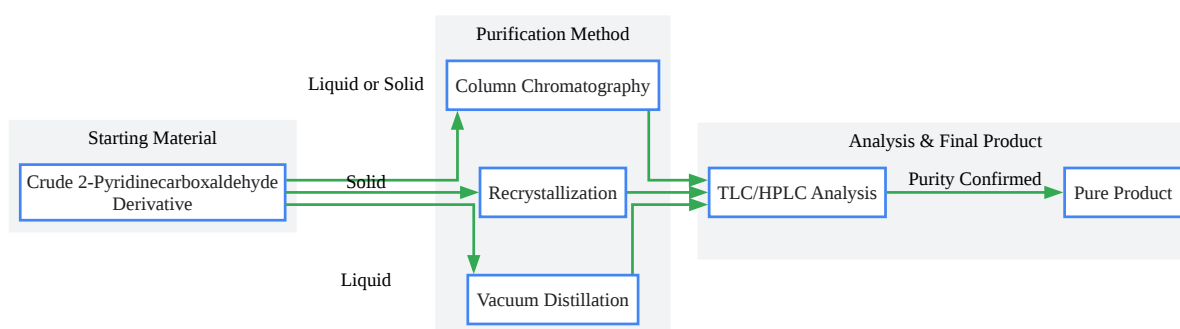 Purification Method
Liquid or Solid
Column Chromatography
Starting Material
Crude 2-Pyridinecarboxaldehyde
Derivative
Solid
Recrystallization
Liquid
Vacuum Distillation
Analysis & Final Product
TLC/HPLC Analysis
Purity Confirmed
Pure Product